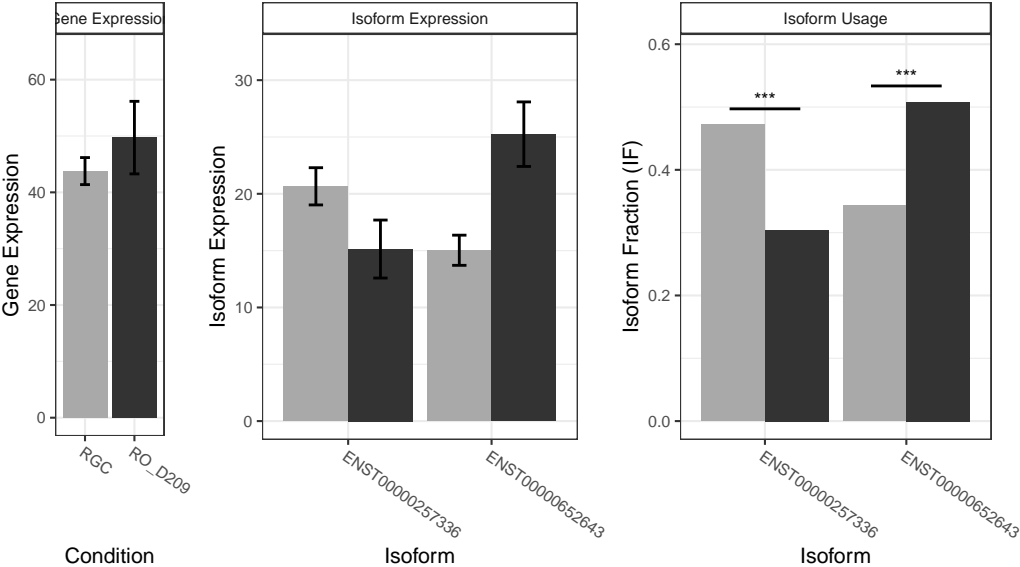 Gene Expression
Isoform Expression
Isoform Usage
Gene Expression
60
40
20
0
RGC
RO_D209
Condition
Isoform Expression
30
20
10
0
ENST00000257336
ENST00000652643
Isoform
Isoform Fraction (IF)
0.6
0.4
0.2
0.0
***
***
ENST00000257336
ENST00000652643
Isoform